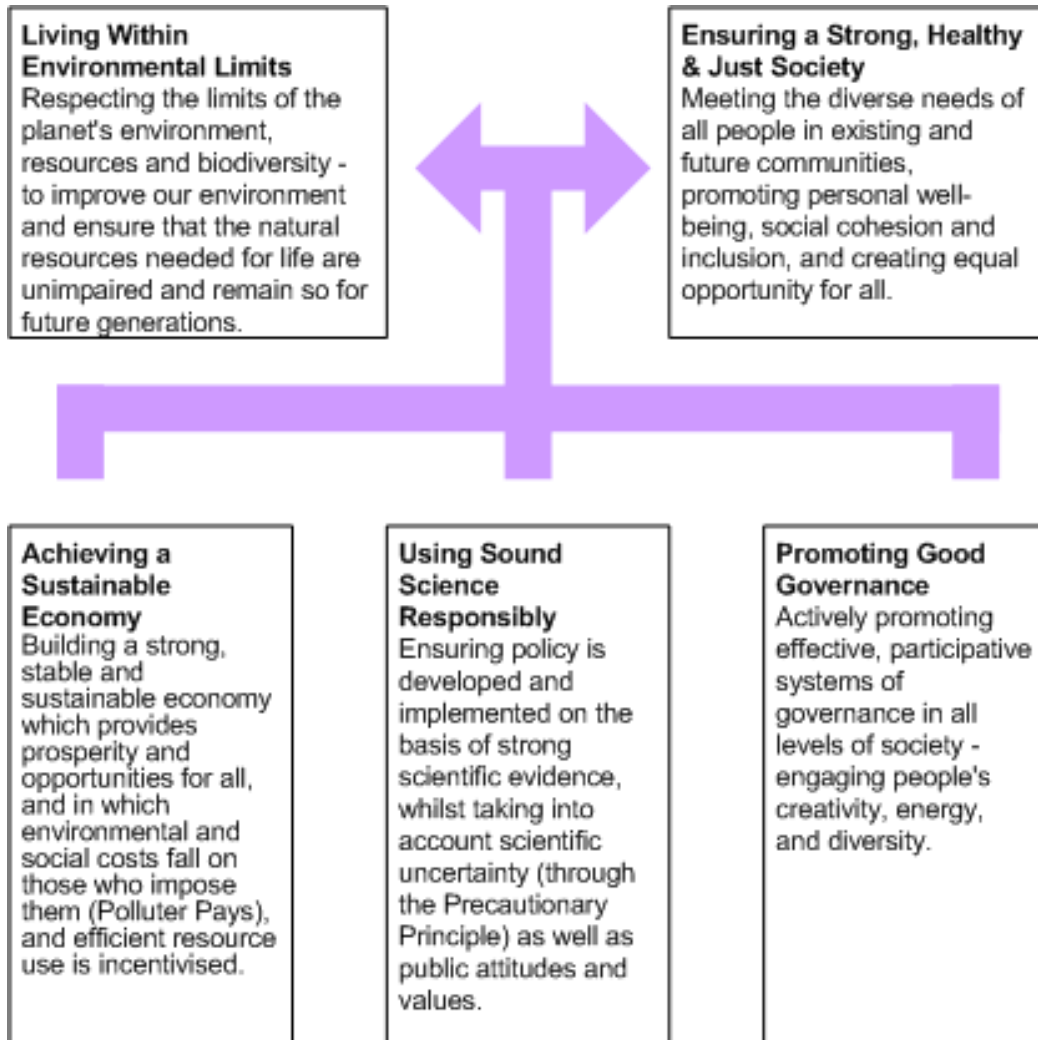 Living Within
Environmental Limits
Respecting the limits of the
planet's environment,
resources and biodiversity -
to improve our environment
and ensure that the natural
resources needed for life are
unimpaired and remain so for
future generations.
Ensuring a Strong, Healthy
& Just Society
Meeting the diverse needs of
all people in existing and
future communities,
promoting personal well-
being, social cohesion and
inclusion, and creating equal
opportunity for all.
Achieving a
Sustainable
Economy
Building a strong,
stable and
sustainable economy
which provides
prosperity and
opportunities for all,
and in which
environmental and
social costs fall on
those who impose
them (Polluter Pays),
and efficient resource
use is incentivised.
Using Sound
Science
Responsibly
Ensuring policy is
developed and
implemented on the
basis of strong
scientific evidence,
whilst taking into
account scientific
uncertainty (through
the Precautionary
Principle) as well as
public attitudes and
values.
Promoting Good
Governance
Actively promoting
effective, participative
systems of
governance in all
levels of society -
engaging people's
creativity, energy,
and diversity.